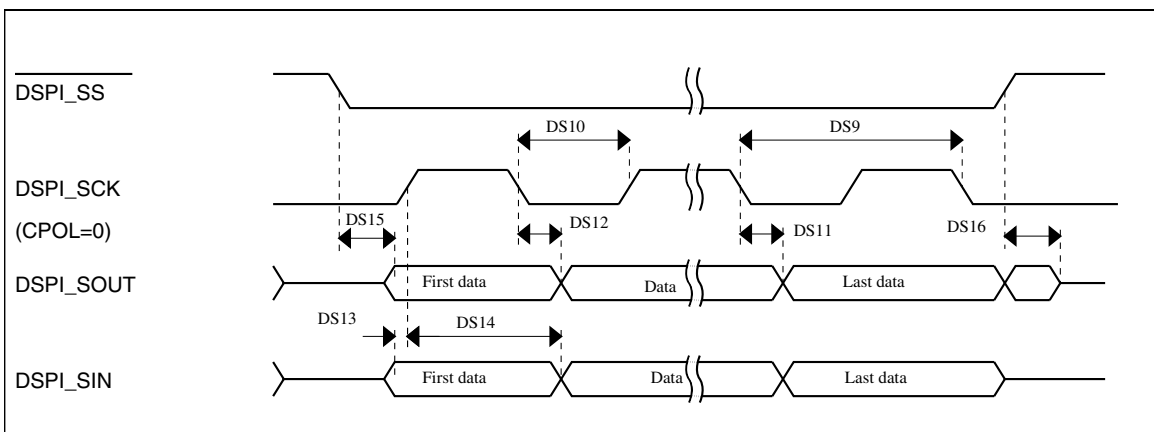 DSPI_SS
DS10
DS9
DSPI_SCK
(CPOL=0)
DS15
DS12
DS11
DS16
DSPI_SOUT
First data
Data
Last data
DS13
DS14
DSPI_SIN
First data
Data
Last data